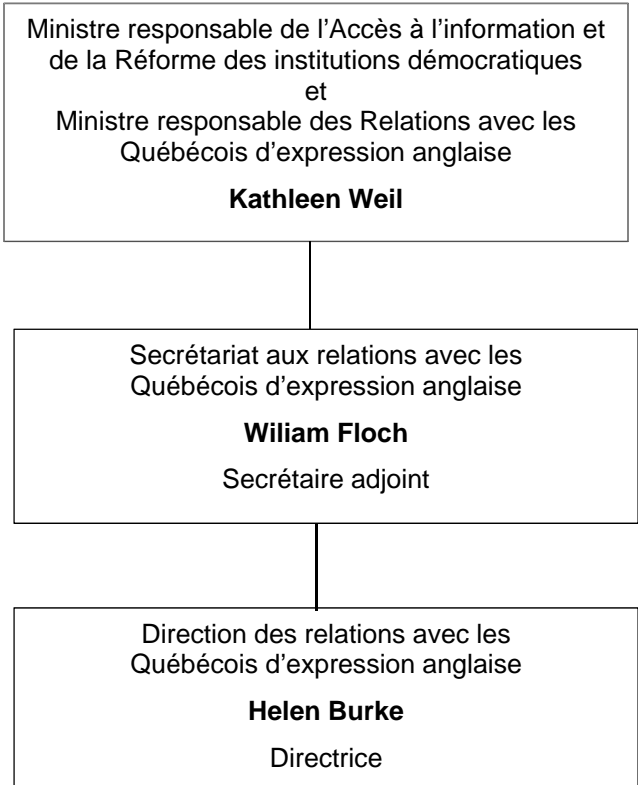 Ministre responsable de l’Accès à l’information et
de la Réforme des institutions démocratiques
et
Ministre responsable des Relations avec les
Québécois d’expression anglaise
Kathleen Weil
Secrétariat aux relations avec les
Québécois d’expression anglaise
Wiliam Floch
Secrétaire adjoint
Direction des relations avec les
Québécois d’expression anglaise
Helen Burke
Directrice